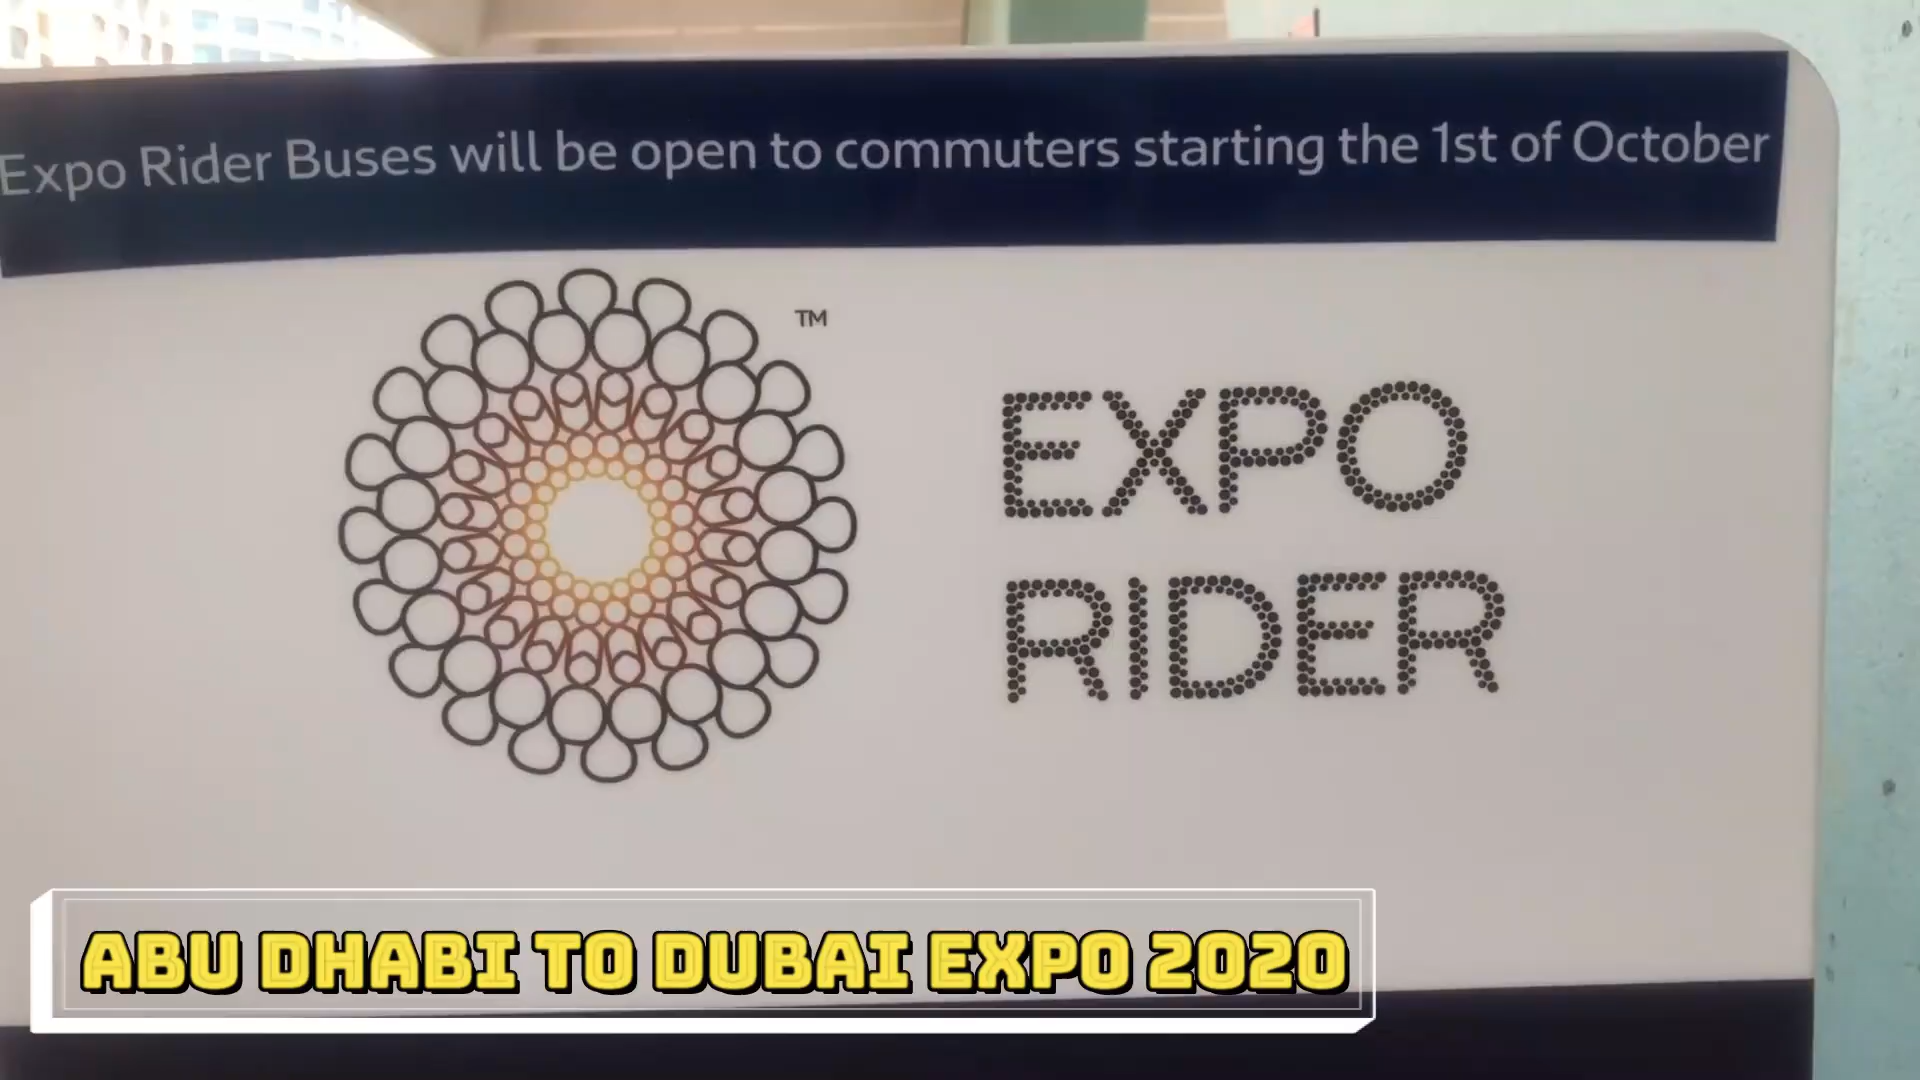 Expo Rider Buses will be open to commuters starting the 1st of October
TM
EXPO
RIDER
ABU DHABI TO DUBAI EXPO 2020